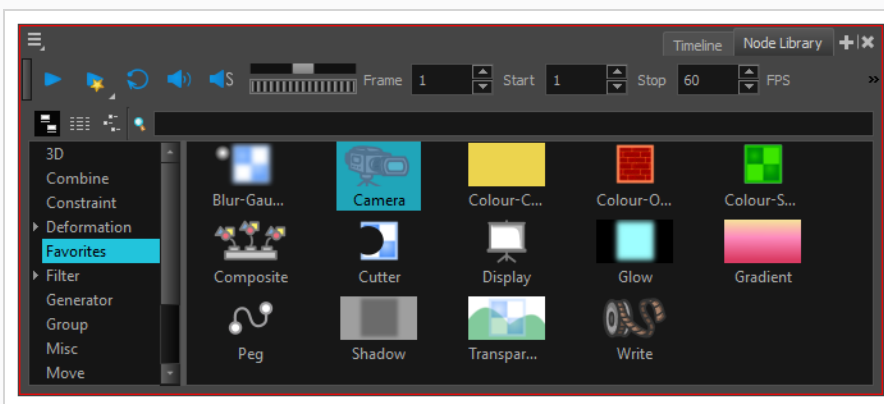 Timeline Node Library
S Frame 1 Start 1 Stop 60 FPS »
3D
Combine
Constraint
Deformation
Favorites
Filter
Generator
Group
Misc
Move
Blur-Gau... Camera Colour-C... Colour-O... Colour-S...
Composite Cutter Display Glow Gradient
Peg Shadow Transpar... Write